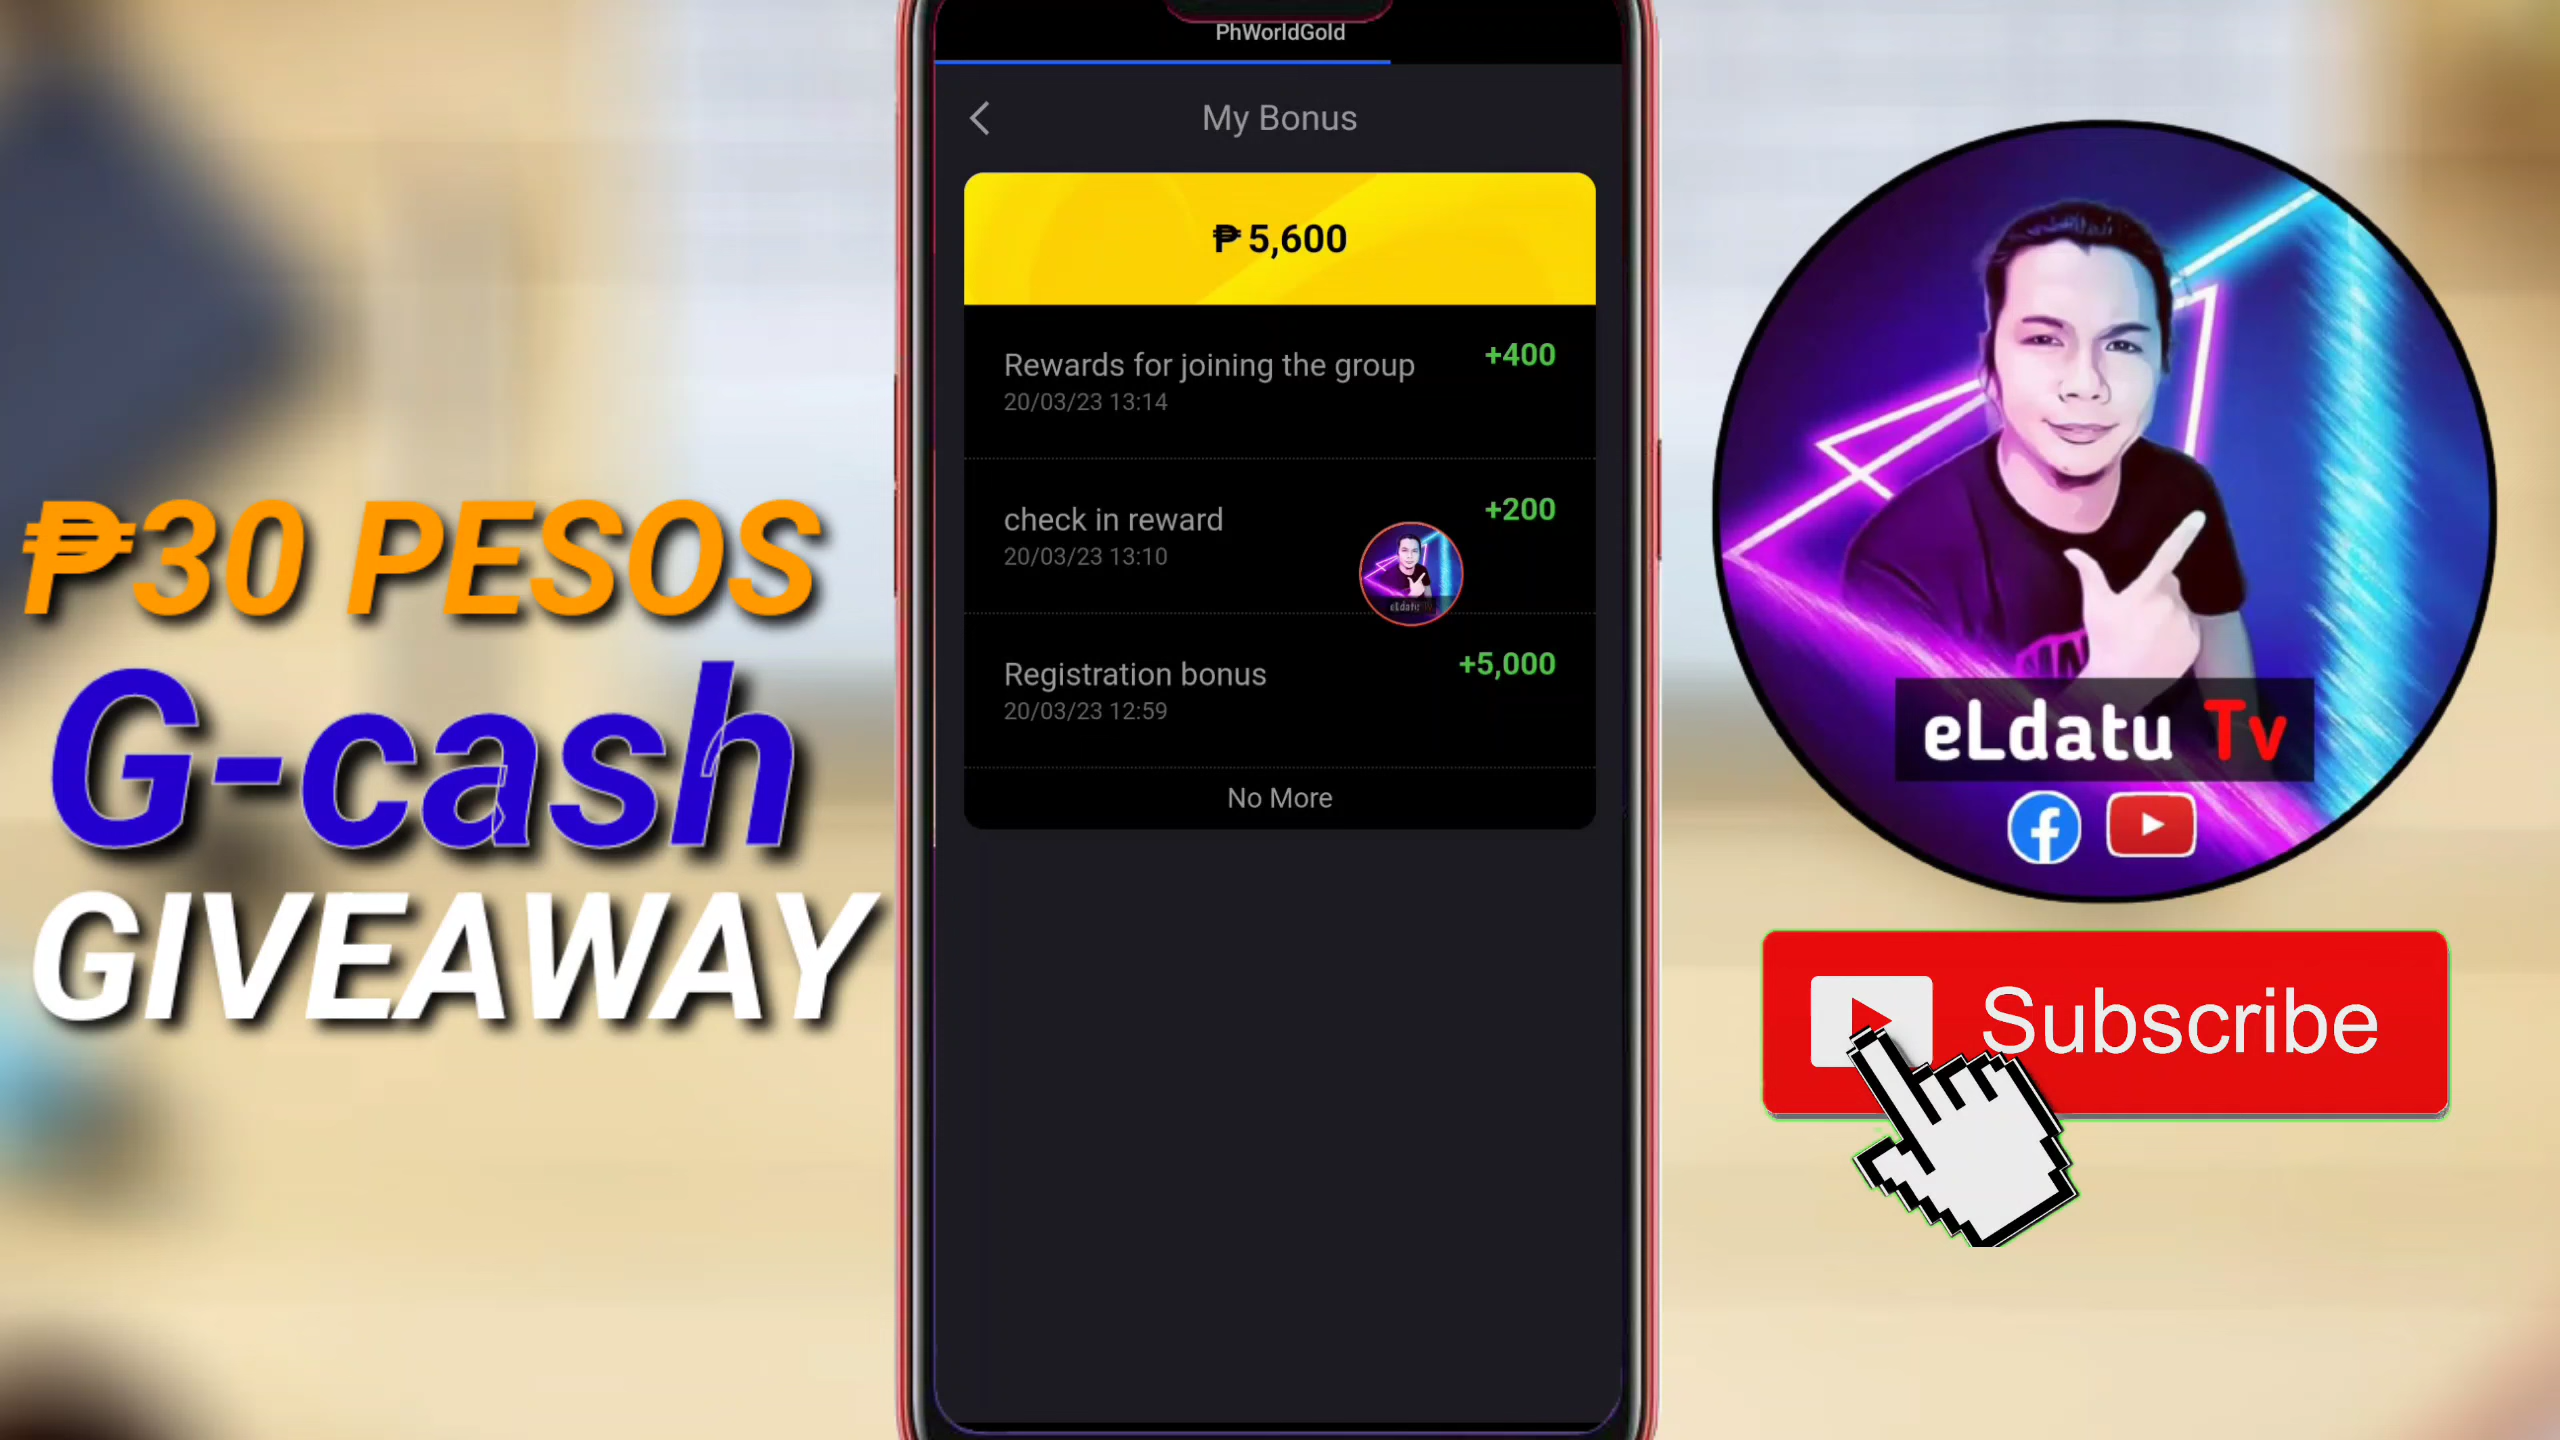 ₱30 PESOS
G-cash
GIVEAWAY
PhWorldGold
My Bonus
₱ 5,600
Rewards for joining the group
+400
20/03/23 13:14
check in reward
+200
20/03/23 13:10
eLdatu Tv
Registration bonus
+5,000
20/03/23 12:59
No More
eLdatu Tv
Subscribe